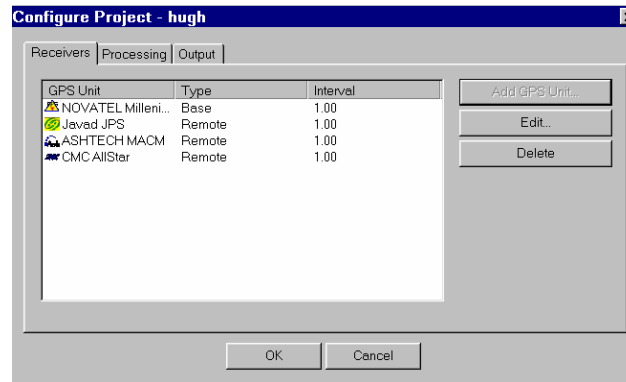 Configure Project - hugh
Receivers Processing Output
GPS Unit Type Interval
NOVATEL Milleni... Base 1.00
Javad JPS Remote 1.00
ASHTECH MACM Remote 1.00
CMC AllStar Remote 1.00
Add GPS Unit...
Edit...
Delete
OK Cancel